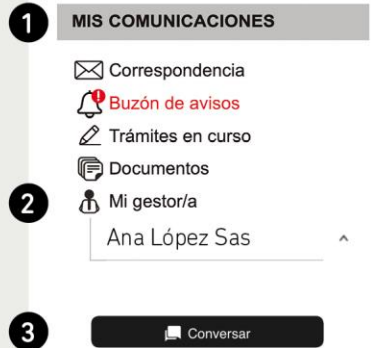 1 MIS COMUNICACIONES
Correspondencia
Buzón de avisos
Trámites en curso
Documentos
2 Mi gestor/a
Ana López Sas
3 Conversar